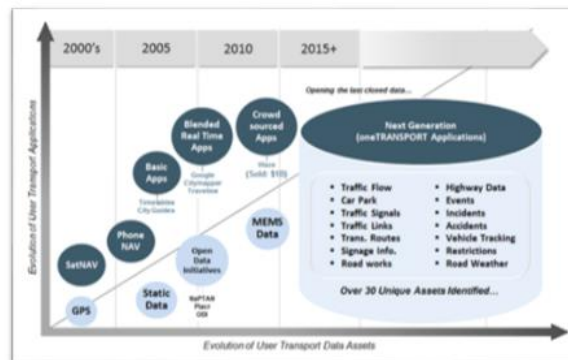 2000's 2005 2010 2015+
Opening the last closed data...
Next Generation
(oneTRANSPORT Applications)
Crowd
sourced
Apps
(Sold: $1B)
Blended
Real Time
Apps
Google
Citymapper
Traveline
Basic
Apps
Timetables
City Guides
Phone
NAV
SatNAV
GPS
Static
Data
Open
Data
Initiatives
NaPTAN
ODI
MEMS
Data
• Traffic Flow
• Car Park
• Traffic Signals
• Traffic Links
• Trans. Routes
• Signage Info.
• Road works
• Highway Data
• Events
• Incidents
• Accidents
• Vehicle Tracking
• Restrictions
• Road Weather
Over 30 Unique Assets Identified...
Evolution of User Transport Applications
Evolution of User Transport Data Assets